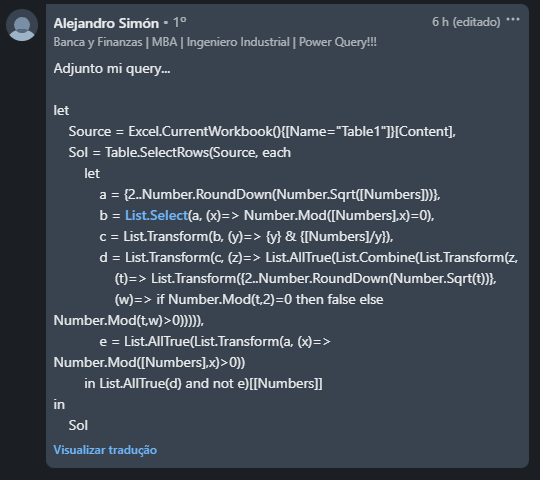 Alejandro Simón • 1º
6 h (editado) •••
Banca y Finanzas | MBA | Ingeniero Industrial | Power Query!!!
Adjunto mi query...
let
Source = Excel.CurrentWorkbook(){[Name="Table1"]}[Content],
Sol = Table.SelectRows(Source, each
let
a = {2..Number.RoundDown(Number.Sqrt([Numbers]))},
b = List.Select(a, (x)=> Number.Mod([Numbers],x)=0),
c = List.Transform(b, (y)=> {y} & {[Numbers]/y}),
d = List.Transform(c, (z)=> List.AllTrue(List.Combine(List.Transform(z,
(t)=> List.Transform({2..Number.RoundDown(Number.Sqrt(t))},
(w)=> if Number.Mod(t,2)=0 then false else
Number.Mod(t,w)>0))))),
e = List.AllTrue(List.Transform(a, (x)=>
Number.Mod([Numbers],x)>0))
in List.AllTrue(d) and not e)[[Numbers]]
in
Sol
Visualizar tradução